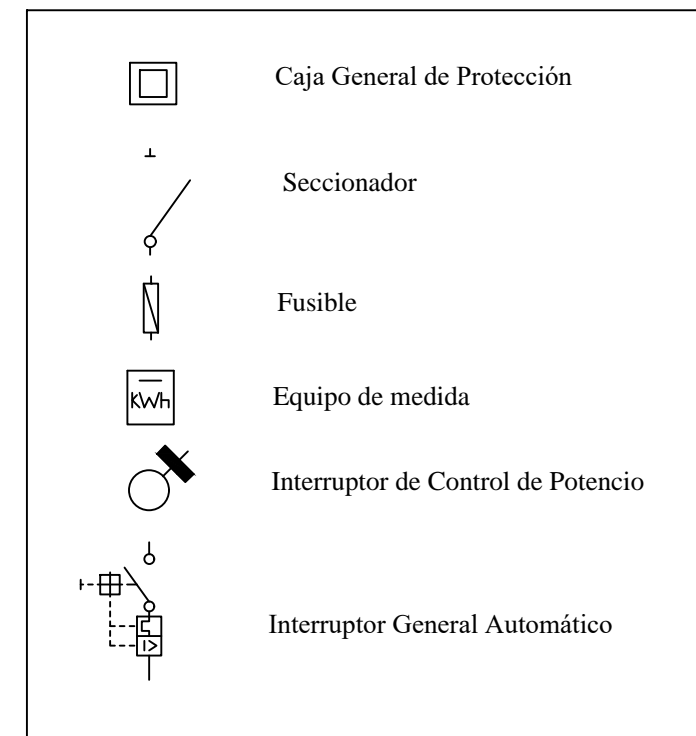 Caja General de Protección
Seccionador
Fusible
KWh
Equipo de medida
Interruptor de Control de Potencio
I>
Interruptor General Automático